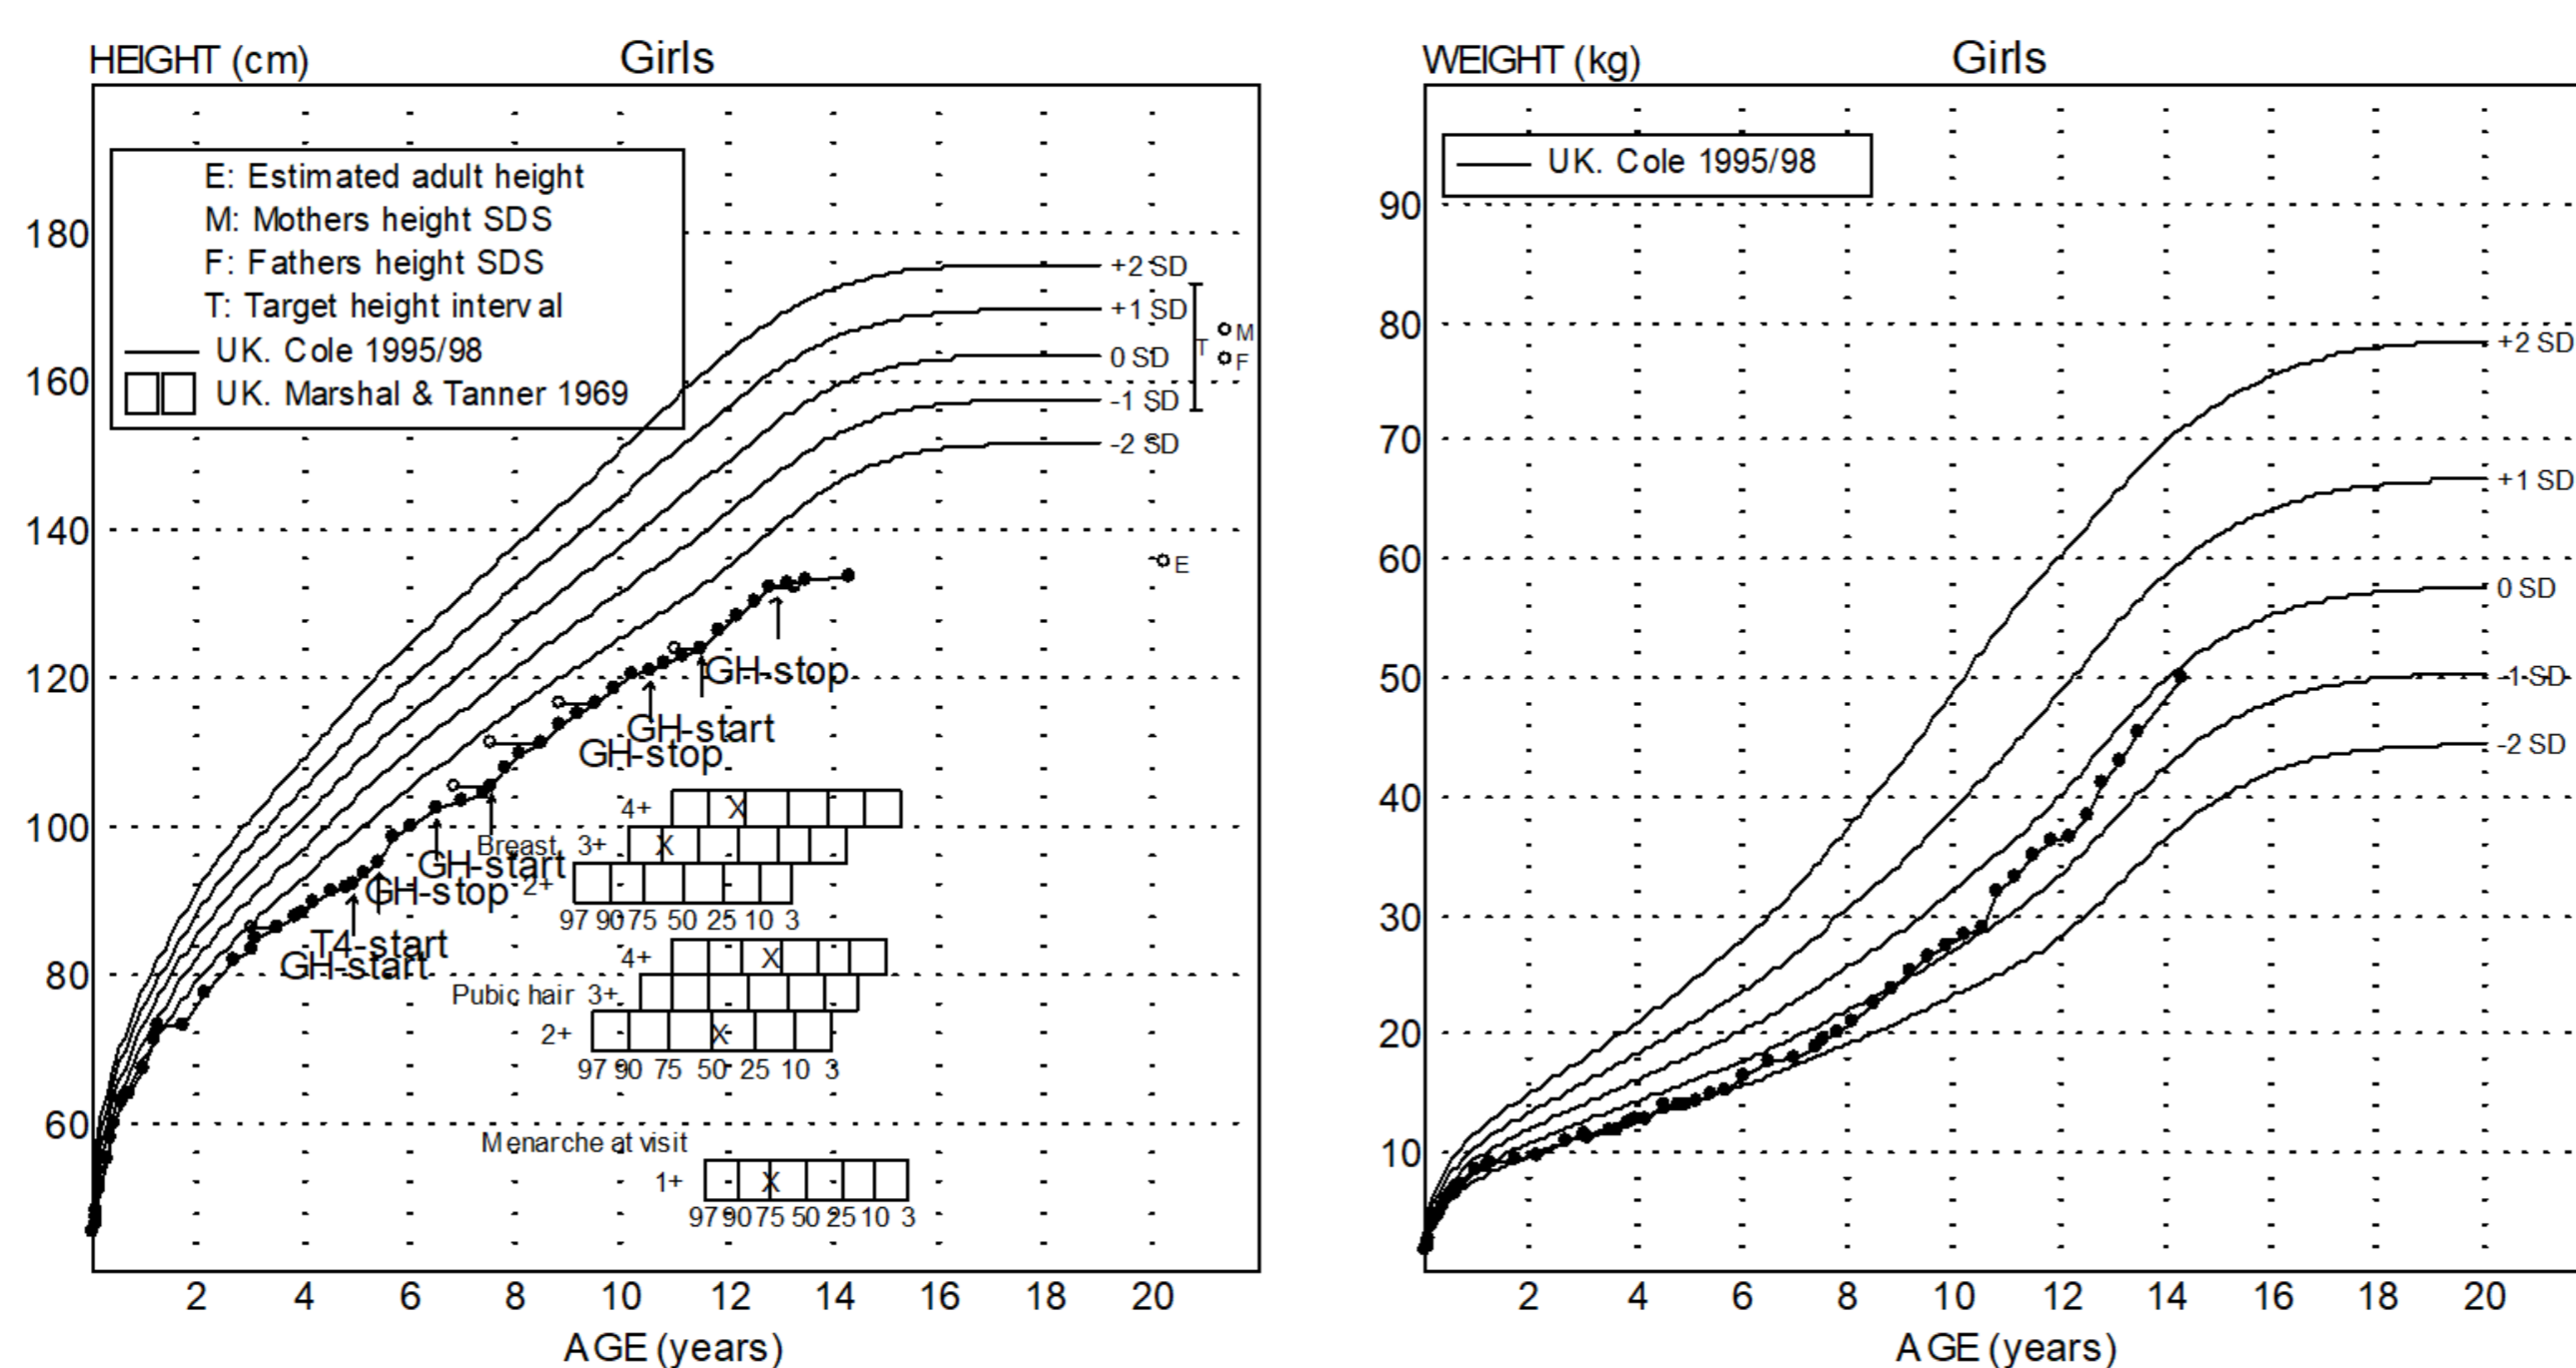 HEIGHT (cm) Girls
E: Estimated adult height
M: Mothers height SDS
F: Fathers height SDS
T: Target height interval
UK. Cole 1995/98
UK. Marshal & Tanner 1969
180
160
140
120
100
80
60
+2 SD
+1 SD
0 SD
-1 SD
-2 SD
T
M
F
E
GH-stop
GH-start
GH-stop
GH-start
GH-stop
T4-start
GH-start
4+ X
Breast 3+ X
2+
97 90 75 50 25 10 3
4+ X
Pubic hair 3+
2+ X
97 90 75 50 25 10 3
Menarche at visit
1+ X
97 90 75 50 25 10 3
2 4 6 8 10 12 14 16 18 20
AGE (years)
WEIGHT (kg) Girls
UK. Cole 1995/98
90
80
70
60
50
40
30
20
10
+2 SD
+1 SD
0 SD
-1 SD
-2 SD
2 4 6 8 10 12 14 16 18 20
AGE (years)